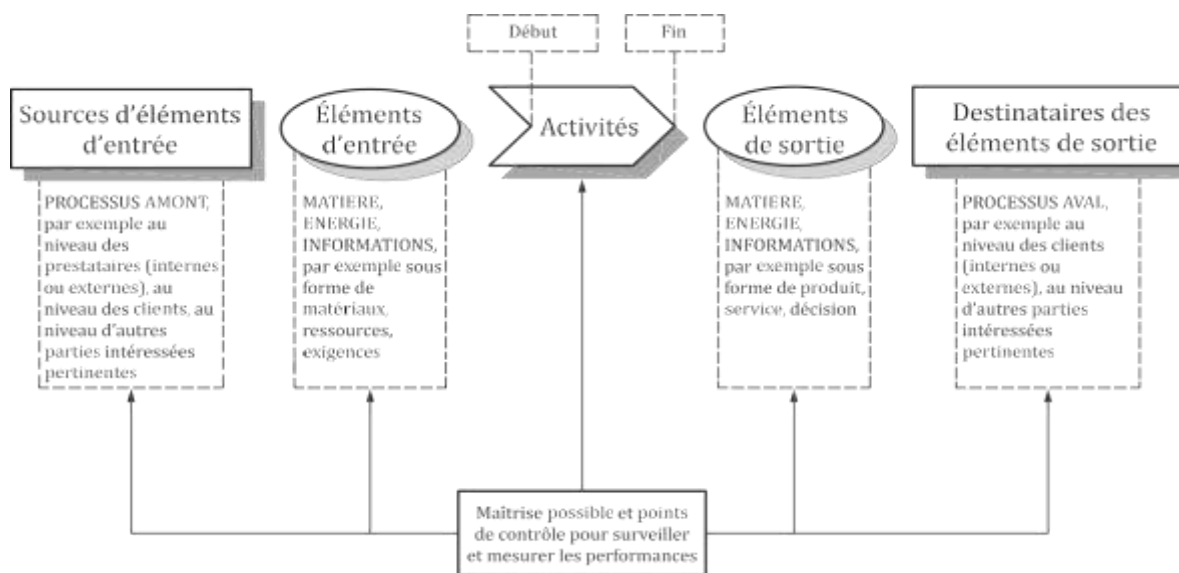 Début
Fin
Sources d'éléments
d'entrée
Éléments
d'entrée
Activités
Éléments
de sortie
Destinataires des
éléments de sortie
PROCESSUS AMONT,
par exemple au
niveau des
prestataires (internes
ou externes), au
niveau des clients, au
niveau d'autres
parties intéressées
pertinentes
MATIERE,
ENERGIE,
INFORMATIONS,
par exemple sous
forme de
matériaux,
ressources,
exigences
MATIERE,
ENERGIE,
INFORMATIONS,
par exemple sous
forme de produit,
service, décision
PROCESSUS AVAL,
par exemple au
niveau des clients
(internes ou
externes), au niveau
d'autres parties
intéressées
pertinentes
Maîtrise possible et points
de contrôle pour surveiller
et mesurer les performances